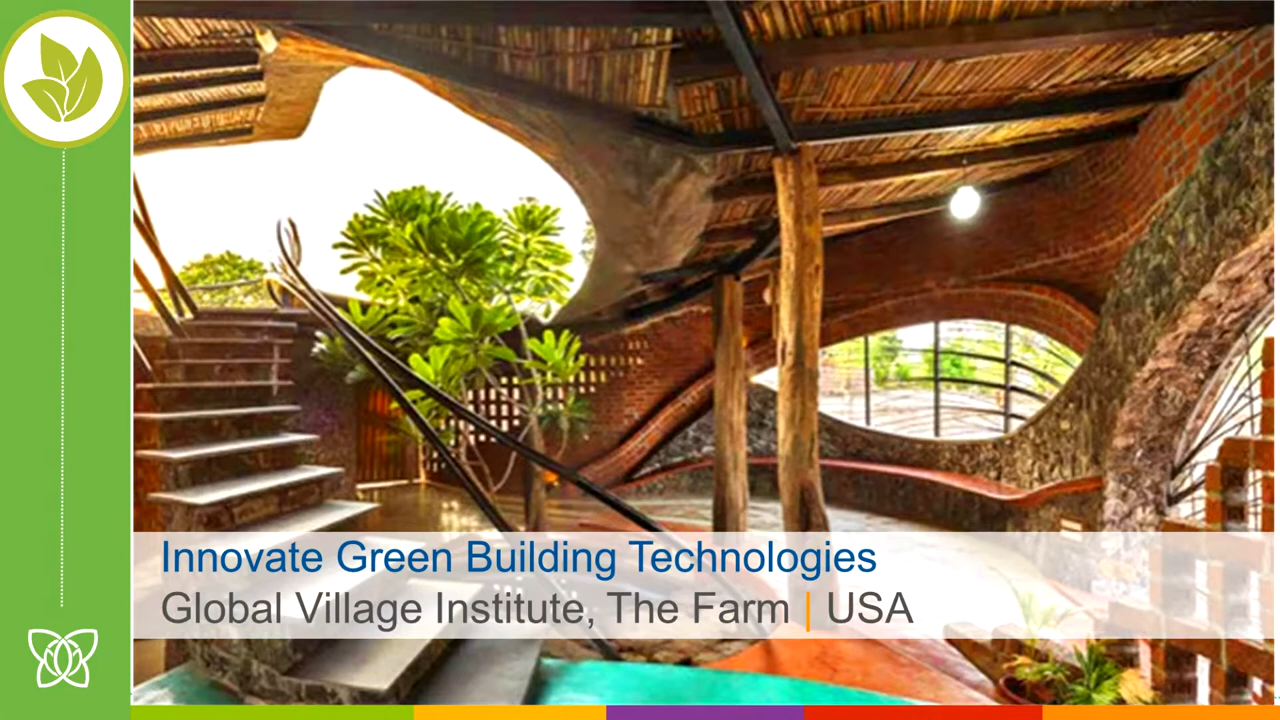 Innovate Green Building Technologies
Global Village Institute, The Farm | USA